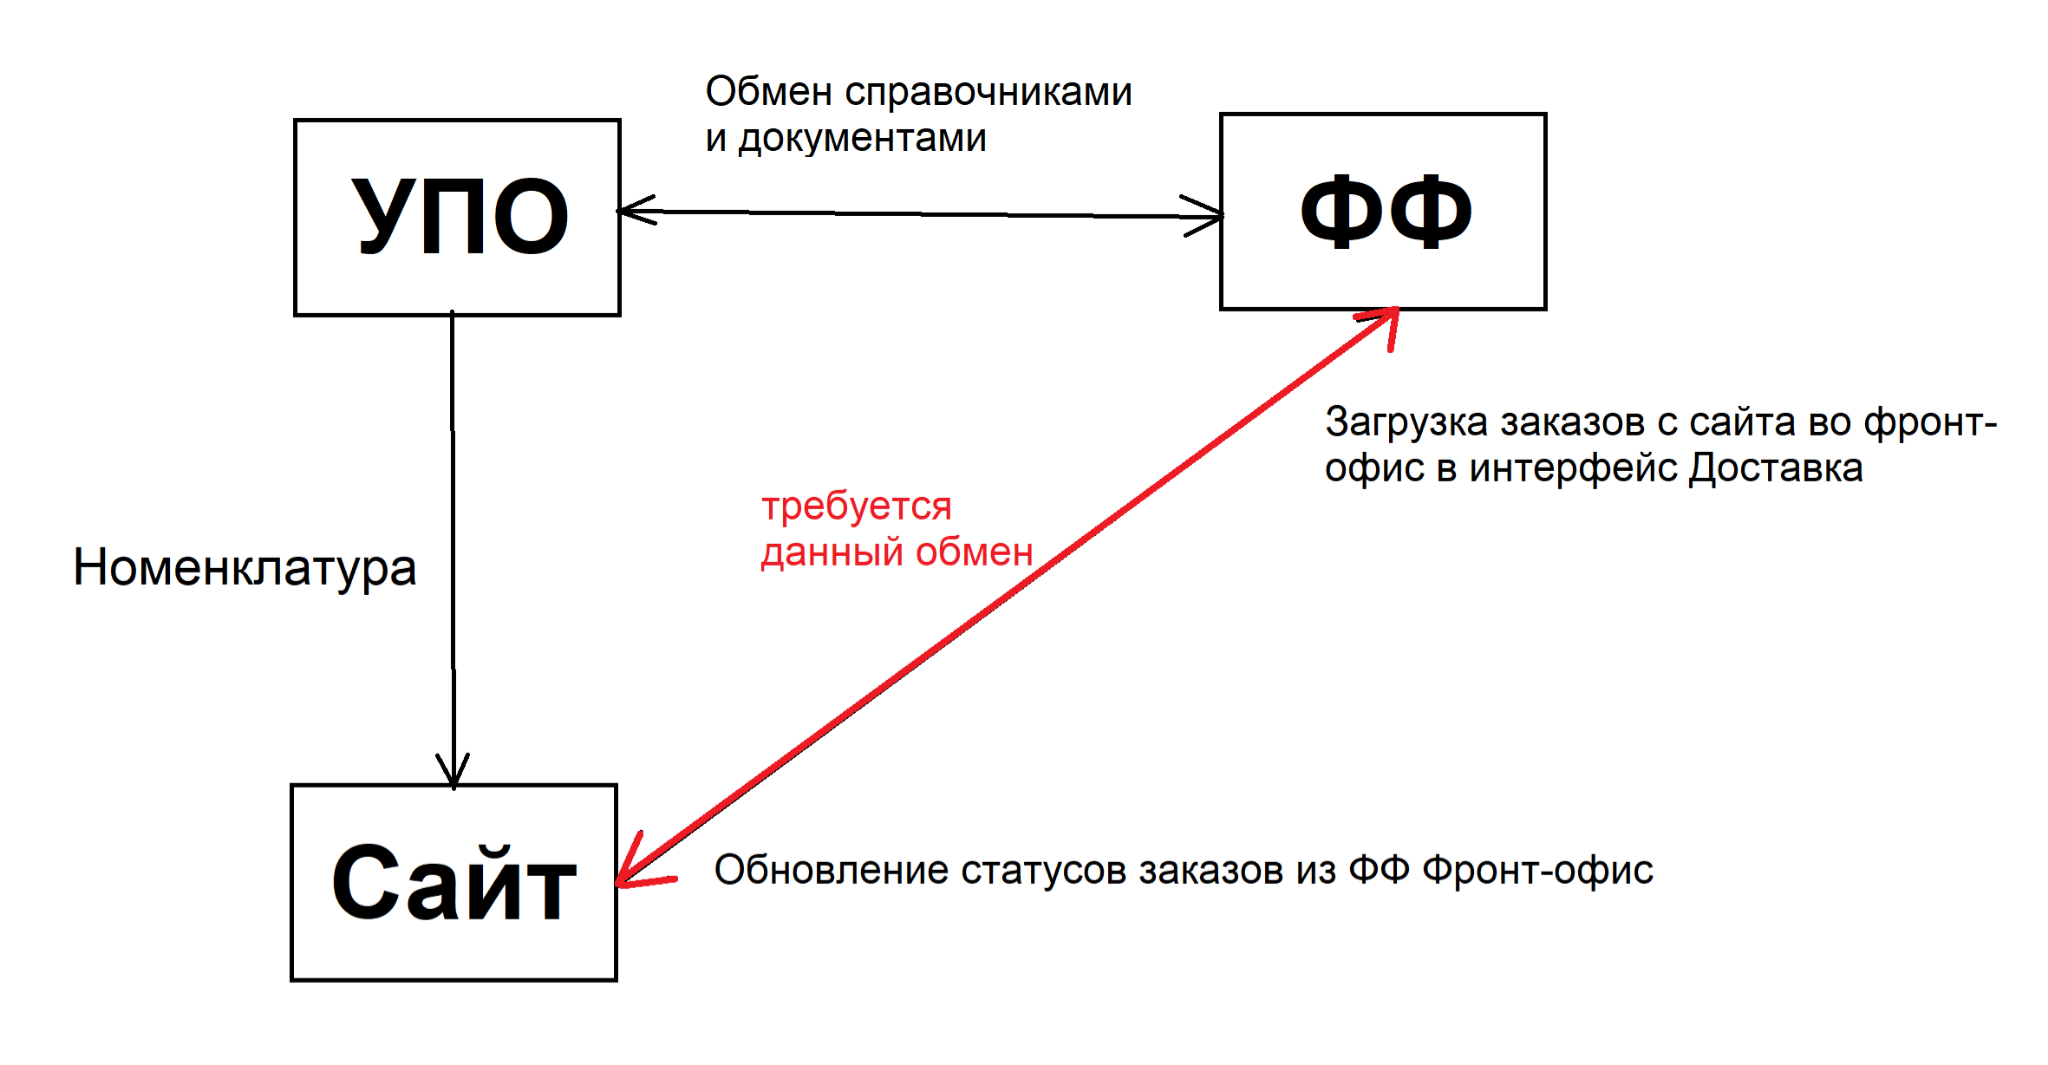 Обмен справочниками
и документами
УПО
ФФ
Загрузка заказов с сайта во фронт-
офис в интерфейс Доставка
требуется
данный обмен
Номенклатура
Сайт
Обновление статусов заказов из ФФ Фронт-офис